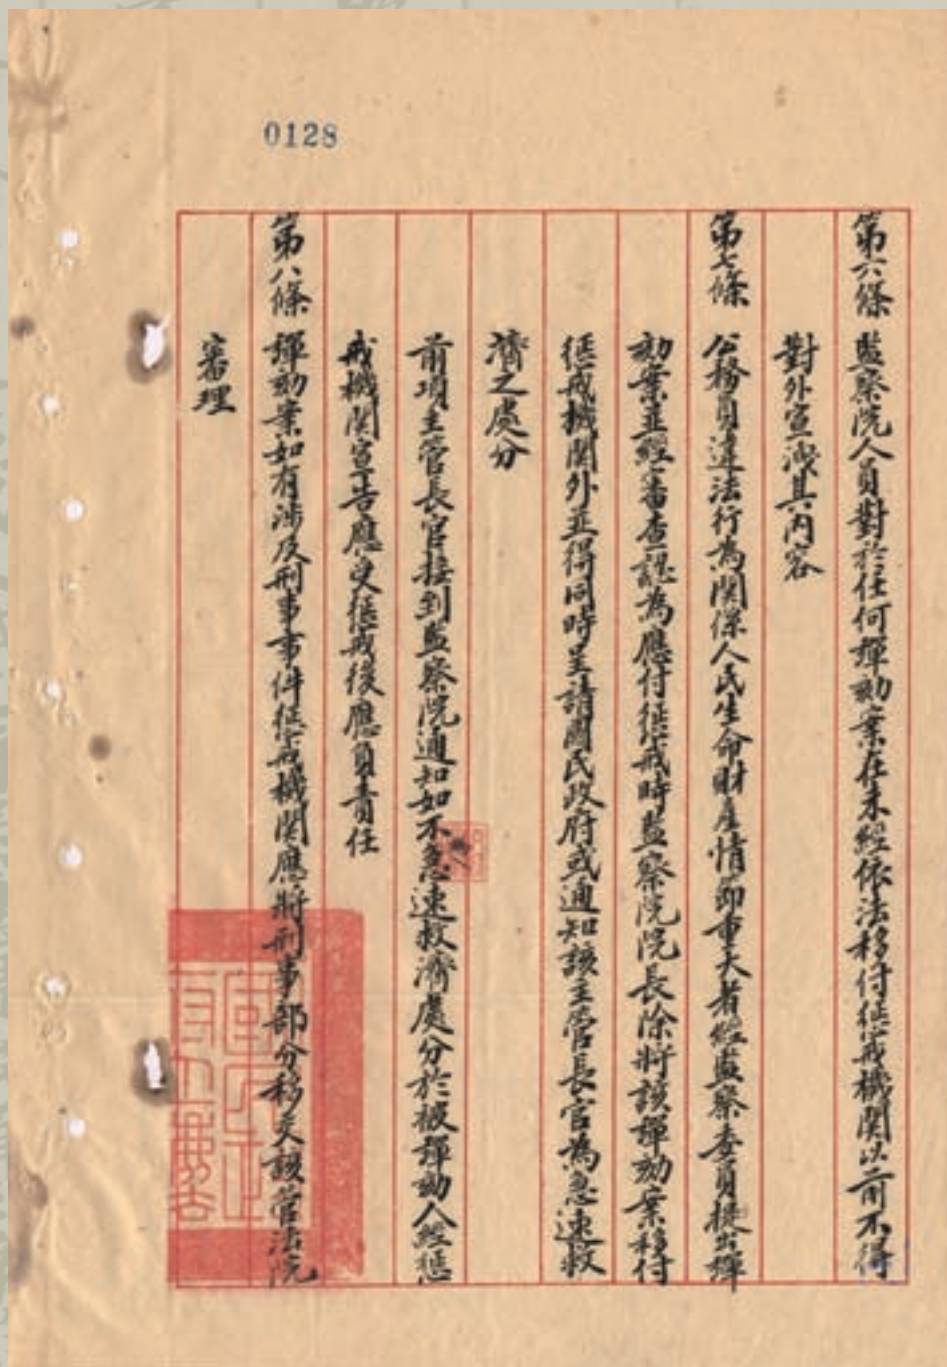 0128
第六條 監察院人員對於任何彈劾案在未經依法移付懲戒機關以前不得
對外宣洩其內容
第七條 公務員違法行為關係人民生命財產情節重大者經監察委員提出彈
劾案並經審查認為應付懲戒時監察院院長除將該彈劾案移付
懲戒機關外並得同時呈請國民政府或通知該主管長官為急速救
濟之處分
前項主管長官接到監察院通知如不急速救濟處分於被彈劾人經懲
戒機關宣告應受懲戒後應負責任
第八條 彈劾案如有涉及刑事事件懲戒機關應將刑事部分移交該管法院
審理